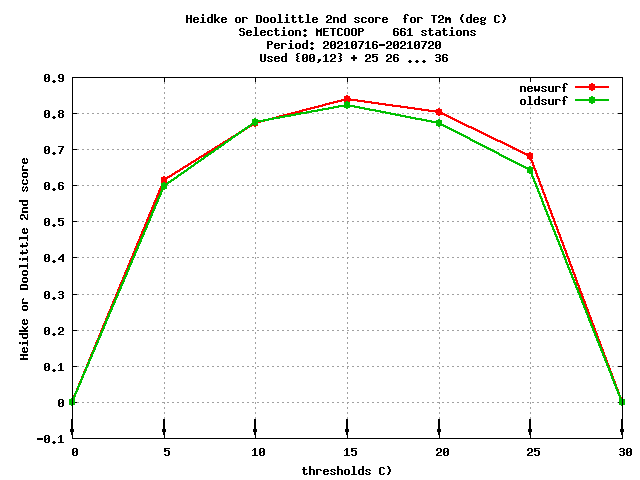 Heidke or Doolittle 2nd score  for T2m (deg C)
Selection: METCOOP    661 stations
Period: 20210716-20210720
Used {00,12} + 25 26 ... 36
newsurf
oldsurf
Heidke or Doolittle 2nd score
0.9
0.8
0.7
0.6
0.5
0.4
0.3
0.2
0.1
0
-0.1
0 5 10 15 20 25 30
thresholds C)